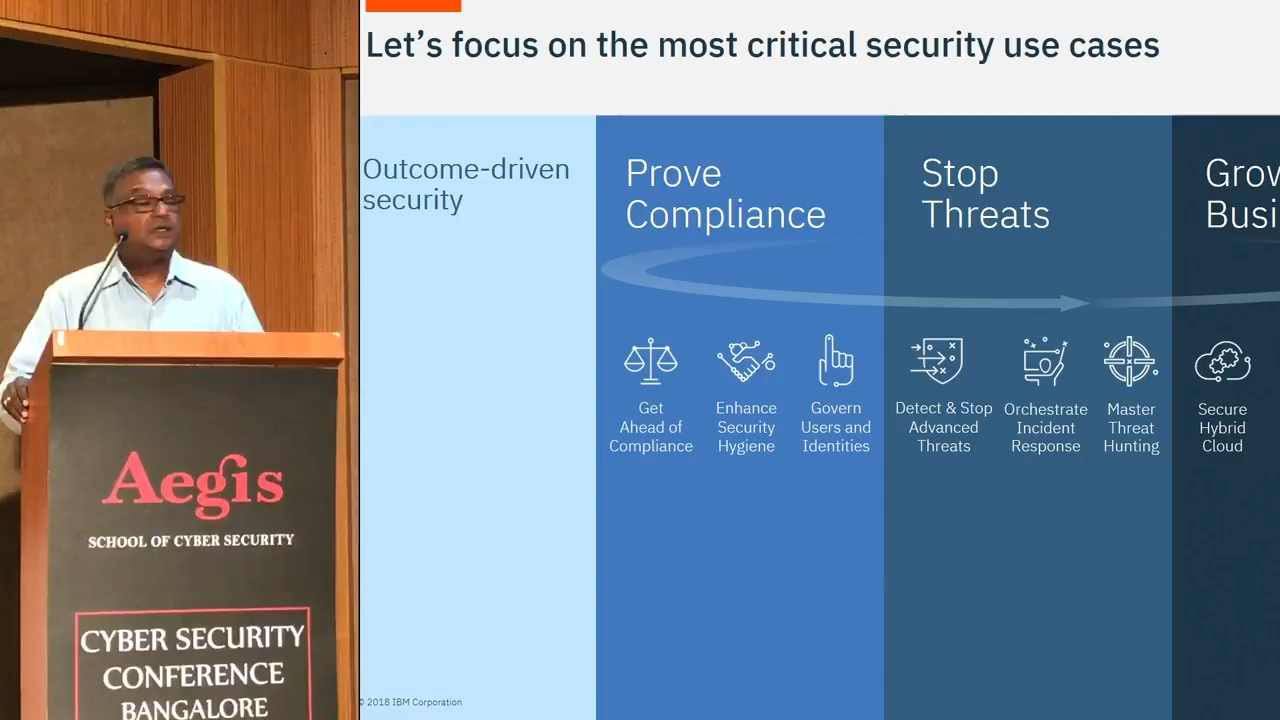 Let's focus on the most critical security use cases
Outcome-driven
security
Prove
Compliance
Stop
Threats
Get
Ahead of
Compliance
Enhance
Security
Hygiene
Govern
Users and
Identities
Detect & Stop
Advanced
Threats
Orchestrate
Incident
Response
Master
Threat
Hunting
Secure
Hybrid
Cloud
© 2018 IBM Corporation
Aegis
SCHOOL OF CYBER SECURITY
CYBER SECURITY
CONFERENCE
BANGALORE